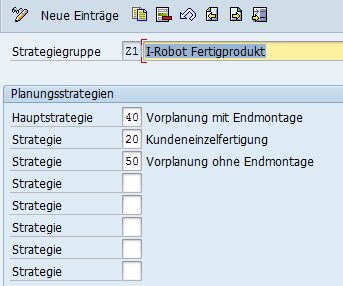 Neue Einträge
Strategiegruppe Z1 I-Robot Fertigprodukt
Planungsstrategien
Hauptstrategie 40 Vorplanung mit Endmontage
Strategie 20 Kundeneinzelfertigung
Strategie 50 Vorplanung ohne Endmontage
Strategie
Strategie
Strategie
Strategie
Strategie